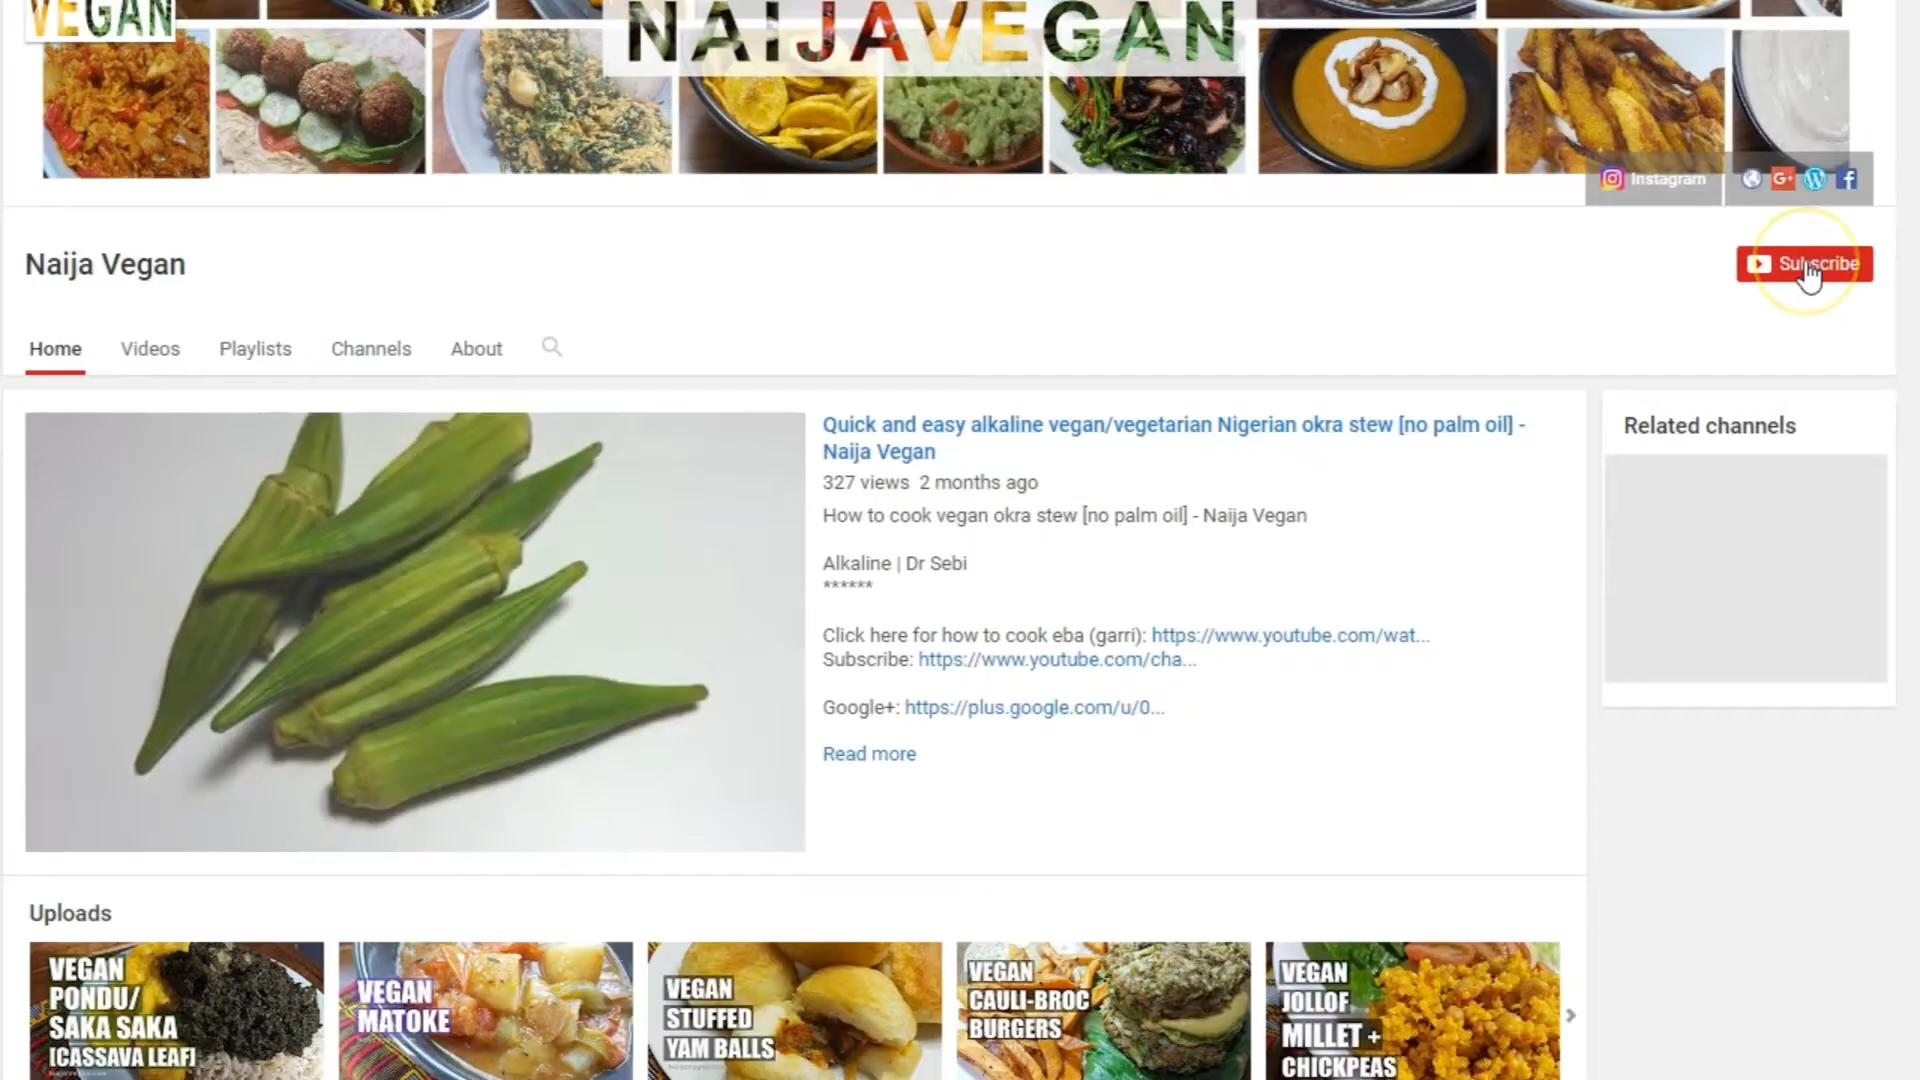 VEGAN
NAIJAVEGAN
Instagram
Naija Vegan
Subscribe
Home Videos Playlists Channels About
Quick and easy alkaline vegan/vegetarian Nigerian okra stew [no palm oil] -
Naija Vegan
327 views 2 months ago
How to cook vegan okra stew [no palm oil] - Naija Vegan
Alkaline | Dr Sebi
******
Click here for how to cook eba (garri): https://www.youtube.com/wat...
Subscribe: https://www.youtube.com/cha...
Google+: https://plus.google.com/u/0...
Read more
Related channels
Uploads
VEGAN
PONDU/
SAKA SAKA
[CASSAVA LEAF]
VEGAN
MATOKE
VEGAN
STUFFED
YAM BALLS
VEGAN
CAULI-BROC
BURGERS
VEGAN
JOLLOF
MILLET +
CHICKPEAS